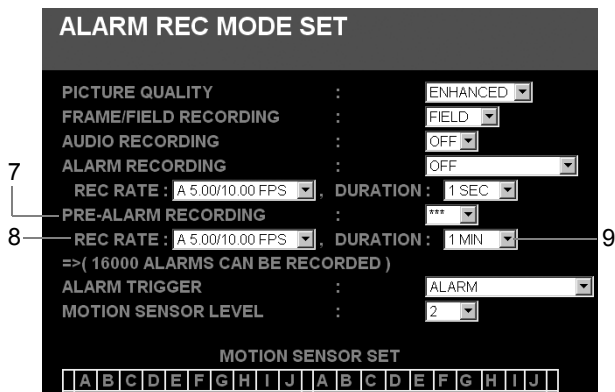 ALARM REC MODE SET
PICTURE QUALITY : ENHANCED
FRAME/FIELD RECORDING : FIELD
AUDIO RECORDING : OFF
ALARM RECORDING : OFF
REC RATE : A 5.00/10.00 FPS , DURATION : 1 SEC
7 PRE-ALARM RECORDING : ***
8 REC RATE : A 5.00/10.00 FPS , DURATION : 1 MIN 9
=>( 16000 ALARMS CAN BE RECORDED )
ALARM TRIGGER : ALARM
MOTION SENSOR LEVEL : 2
MOTION SENSOR SET
A B C D E F G H I J A B C D E F G H I J